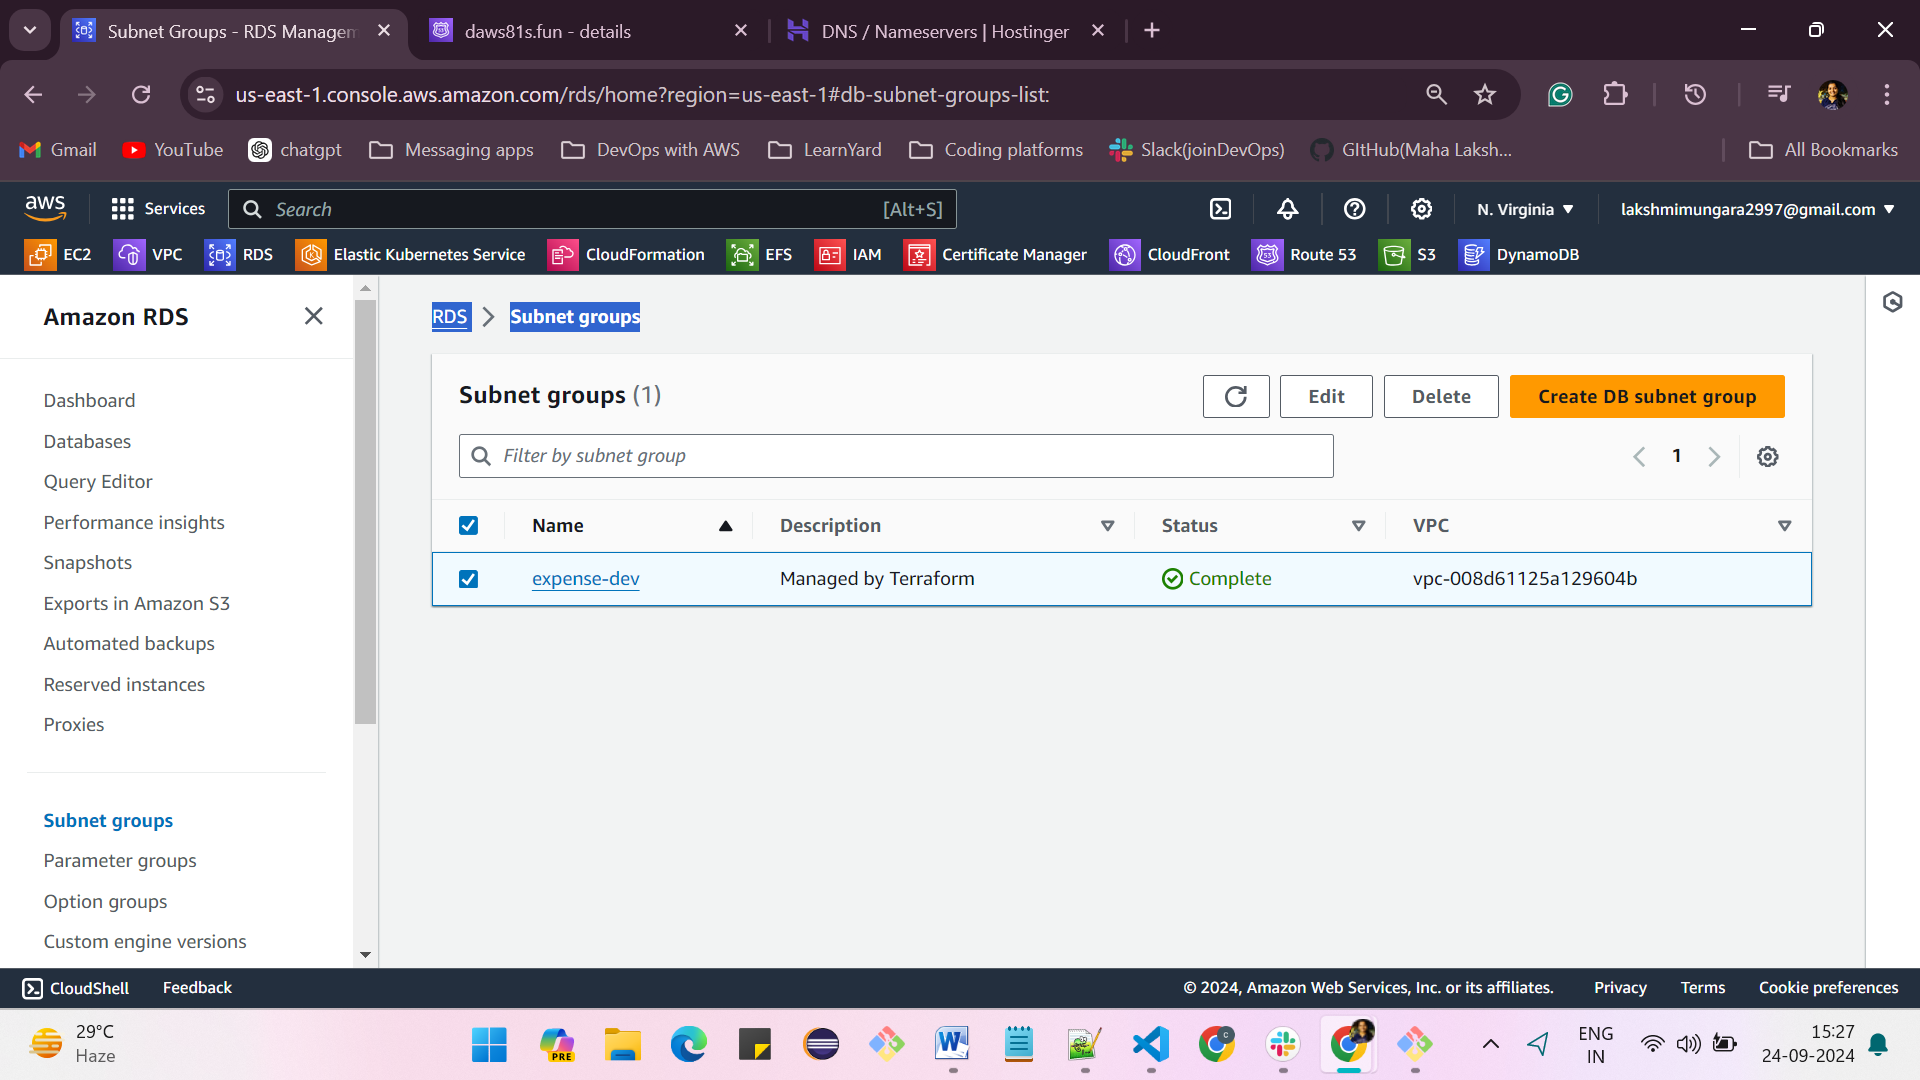 Subnet Groups - RDS Managem
daws81s.fun - details
DNS / Nameservers | Hostinger
us-east-1.console.aws.amazon.com/rds/home?region=us-east-1#db-subnet-groups-list:
Gmail
YouTube
chatgpt
Messaging apps
DevOps with AWS
LearnYard
Coding platforms
Slack(joinDevOps)
GItHub(Maha Laksh...
All Bookmarks
aws
Services
Search
[Alt+S]
N. Virginia
lakshmimungara2997@gmail.com
EC2
VPC
RDS
Elastic Kubernetes Service
CloudFormation
EFS
IAM
Certificate Manager
CloudFront
Route 53
S3
DynamoDB
Amazon RDS
Dashboard
Databases
Query Editor
Performance insights
Snapshots
Exports in Amazon S3
Automated backups
Reserved instances
Proxies
Subnet groups
Parameter groups
Option groups
Custom engine versions
RDS > Subnet groups
Subnet groups (1)
Edit
Delete
Create DB subnet group
Filter by subnet group
1
Name
Description
Status
VPC
expense-dev
Managed by Terraform
Complete
vpc-008d61125a129604b
CloudShell
Feedback
© 2024, Amazon Web Services, Inc. or its affiliates.
Privacy
Terms
Cookie preferences
29°C
Haze
PRE
ENG
IN
15:27
24-09-2024